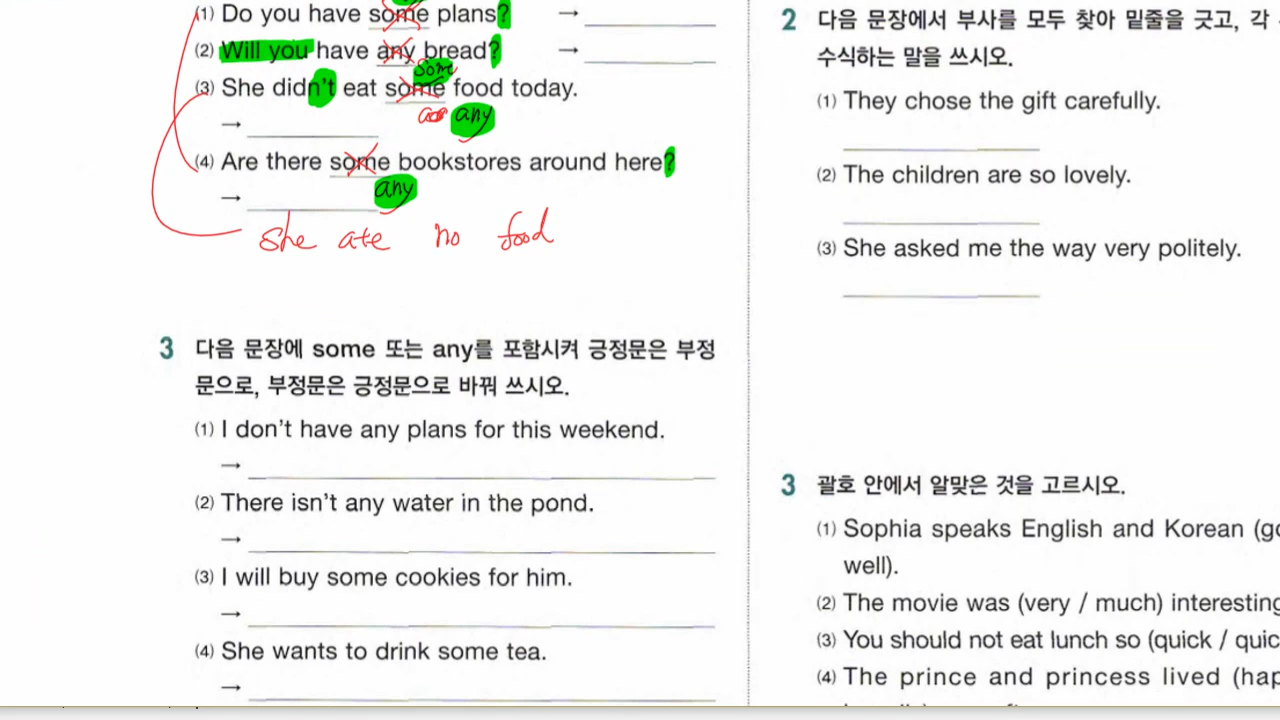 (1) Do you have some plans? →
(2) Will you have any bread? →
some
(3) She didn't eat some food today.
any
→
(4) Are there some bookstores around here?
→
any
she ate no food
3 다음 문장에 some 또는 any를 포함시켜 긍정문은 부정
문으로, 부정문은 긍정문으로 바꿔 쓰시오.
(1) I don't have any plans for this weekend.
→
(2) There isn't any water in the pond.
→
(3) I will buy some cookies for him.
→
(4) She wants to drink some tea.
→
2 다음 문장에서 부사를 모두 찾아 밑줄을 긋고, 각
수식하는 말을 쓰시오.
(1) They chose the gift carefully.
(2) The children are so lovely.
(3) She asked me the way very politely.
3 괄호 안에서 알맞은 것을 고르시오.
(1) Sophia speaks English and Korean (go
well).
(2) The movie was (very / much) interesting
(3) You should not eat lunch so (quick / quic
(4) The prince and princess lived (hap